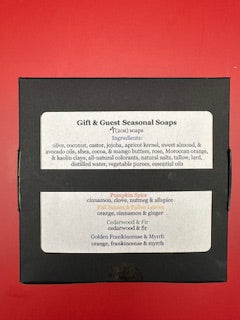 Gift & Guest Seasonal Soaps
4(2oz) soaps
Ingredients:
olive, coconut, castor, jojoba, apricot kernel, sweet almond, &
avocado oils, shea, cocoa, & mango butters, rose, Moroccan orange,
& kaolin clays, all-natural colorants, natural salts, tallow, lard,
distilled water, vegetable purees, essential oils
Pumpkin Spice
cinnamon, clove, nutmeg & allspice
Fall Sunset & Fallen Leaves
orange, cinnamon & ginger
Cedarwood & Fir
cedarwood & fir
Golden Frankincense & Myrrh
orange, frankincense & myrrh